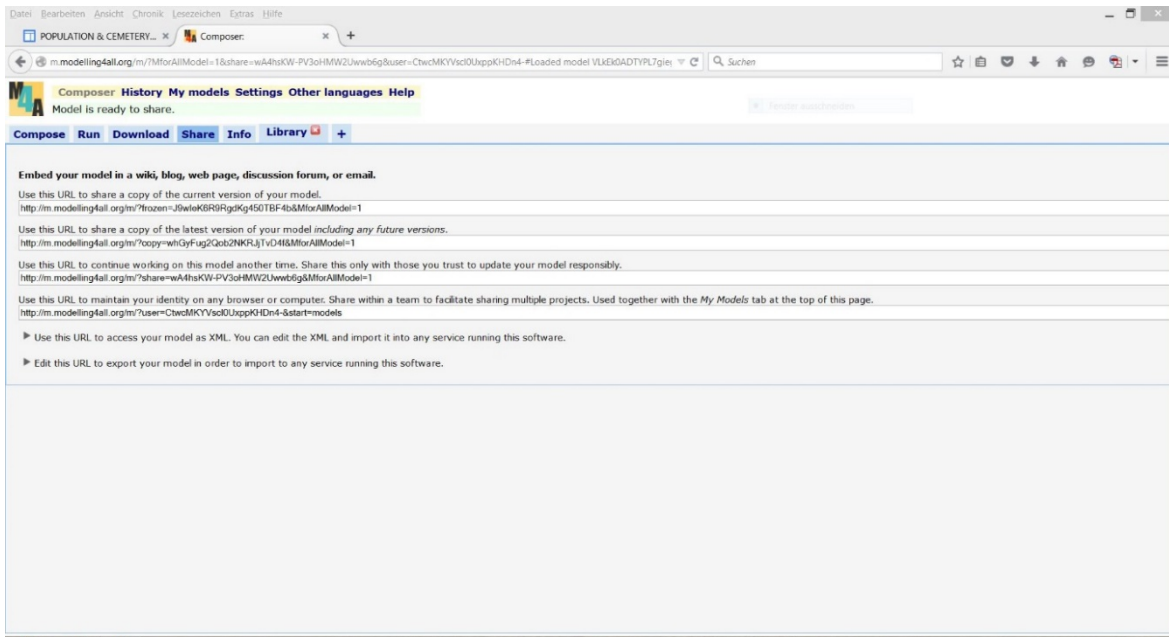 Datei Bearbeiten Ansicht Chronik Lesezeichen Extras Hilfe
POPULATION & CEMETERY... × Composer: × +
m.modelling4all.org/m/?MforAllModel=1&share=wA4hsKW-PV3oHMW2Uwwb6g&user=CtwcMKYVscI0UxppKHDn4-#Loaded model VLkEk0ADTYPL7gie Suchen
M4A
Composer History My models Settings Other languages Help
Model is ready to share.
Fenster ausschneiden
Compose Run Download Share Info Library +
Embed your model in a wiki, blog, web page, discussion forum, or email.
Use this URL to share a copy of the current version of your model.
http://m.modelling4all.org/m/?frozen=J9wIeK6R9RgdKg450TBF4b&MforAllModel=1
Use this URL to share a copy of the latest version of your model including any future versions.
http://m.modelling4all.org/m/?copy=whGyFug2Qob2NKRJjTvD4f&MforAllModel=1
Use this URL to continue working on this model another time. Share this only with those you trust to update your model responsibly.
http://m.modelling4all.org/m/?share=wA4hsKW-PV3oHMW2Uwwb6g&MforAllModel=1
Use this URL to maintain your identity on any browser or computer. Share within a team to facilitate sharing multiple projects. Used together with the My Models tab at the top of this page.
http://m.modelling4all.org/m/?user=CtwcMKYVscI0UxppKHDn4-&start=models
Use this URL to access your model as XML. You can edit the XML and import it into any service running this software.
Edit this URL to export your model in order to import to any service running this software.